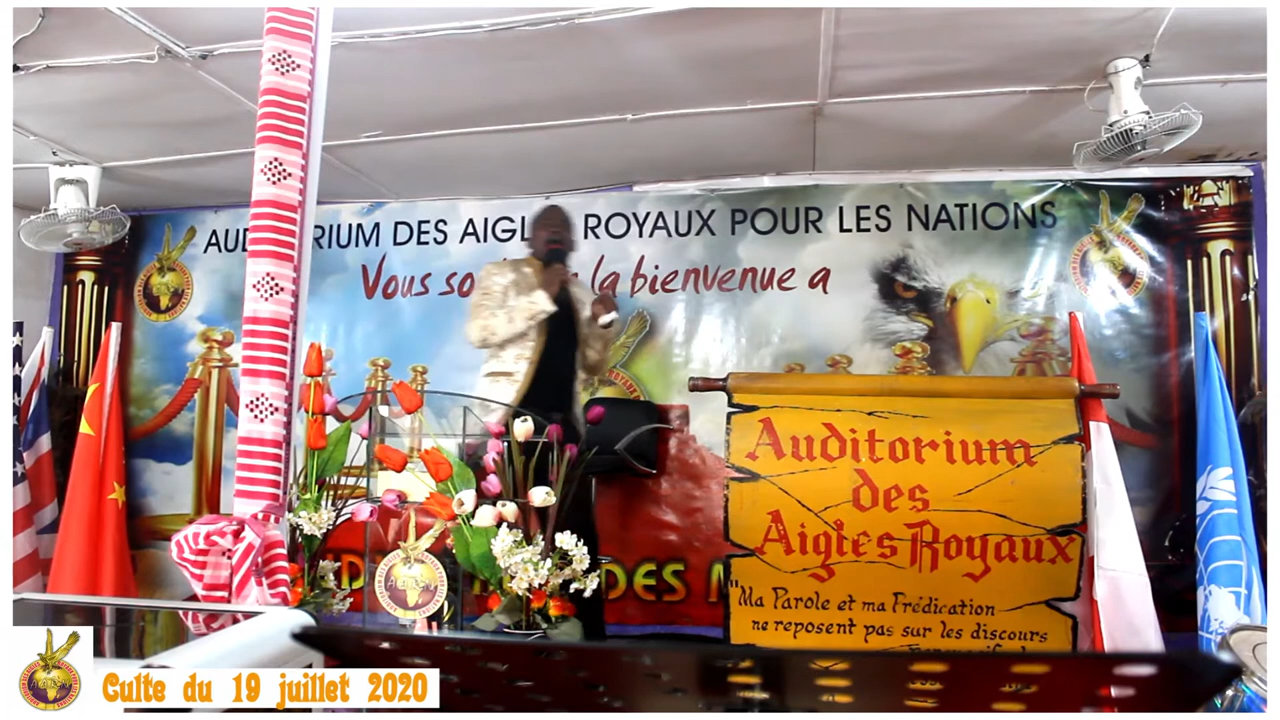 AUD RIUM DES AIGL ROYAUX POUR LES NATIONS
Vous so la bienvenue a
Auditorium
des
Aigles Royaux
"Ma Parole et ma Prédication
ne reposent pas sur les discours
DES
A.A.R.N
Culte du 19 juillet 2020